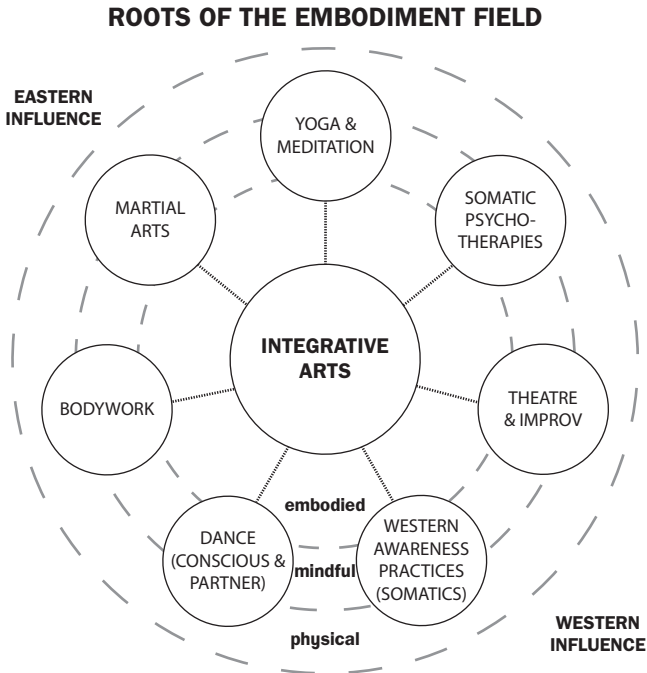 ROOTS OF THE EMBODIMENT FIELD
EASTERN
INFLUENCE
YOGA &
MEDITATION
MARTIAL
ARTS
SOMATIC
PSYCHO-
THERAPIES
INTEGRATIVE
ARTS
BODYWORK
THEATRE
& IMPROV
embodied
DANCE
(CONSCIOUS &
PARTNER)
mindful
WESTERN
AWARENESS
PRACTICES
(SOMATICS)
physical
WESTERN
INFLUENCE